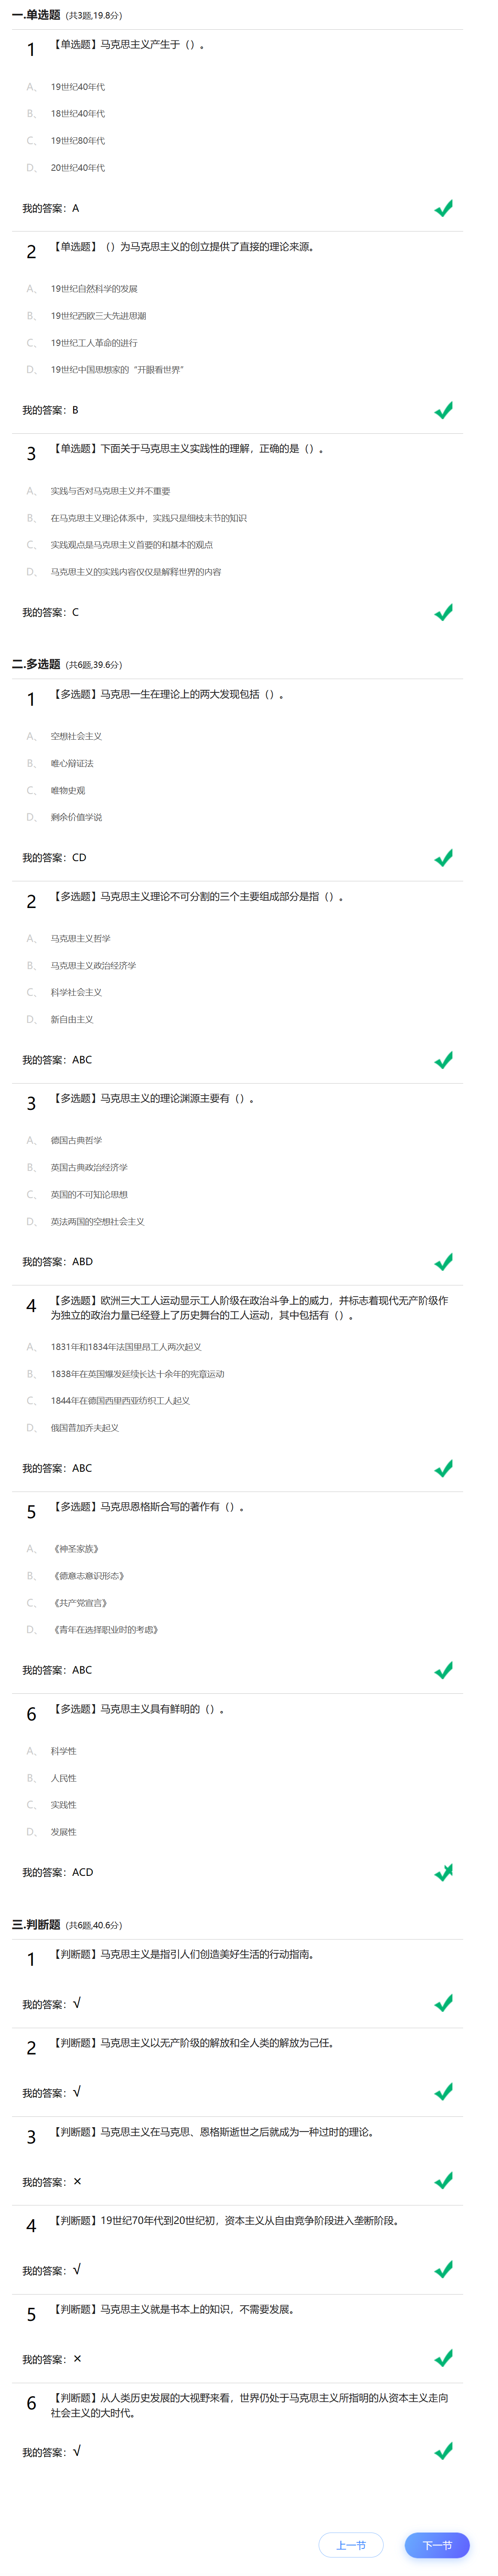 一.单选题（共3题,19.8分）
1 【单选题】马克思主义产生于（）。
A、 19世纪40年代
B、 18世纪40年代
C、 19世纪80年代
D、 20世纪40年代
我的答案：A
2 【单选题】（）为马克思主义的创立提供了直接的理论来源。
A、 19世纪自然科学的发展
B、 19世纪西欧三大先进思潮
C、 19世纪工人革命的进行
D、 19世纪中国思想家的“开眼看世界”
我的答案：B
3 【单选题】下面关于马克思主义实践性的理解，正确的是（）。
A、 实践与否对马克思主义并不重要
B、 在马克思主义理论体系中，实践只是细枝末节的知识
C、 实践观点是马克思主义首要的和基本的观点
D、 马克思主义的实践内容仅仅是解释世界的内容
我的答案：C
二.多选题（共6题,39.6分）
1 【多选题】马克思一生在理论上的两大发现包括（）。
A、 空想社会主义
B、 唯心辩证法
C、 唯物史观
D、 剩余价值学说
我的答案：CD
2 【多选题】马克思主义理论不可分割的三个主要组成部分是指（）。
A、 马克思主义哲学
B、 马克思主义政治经济学
C、 科学社会主义
D、 新自由主义
我的答案：ABC
3 【多选题】马克思主义的理论渊源主要有（）。
A、 德国古典哲学
B、 英国古典政治经济学
C、 英国的不可知论思想
D、 英法两国的空想社会主义
我的答案：ABD
4 【多选题】欧洲三大工人运动显示工人阶级在政治斗争上的威力，并标志着现代无产阶级作
为独立的政治力量已经登上了历史舞台的工人运动，其中包括有（）。
A、 1831年和1834年法国里昂工人两次起义
B、 1838年在英国爆发延续长达十余年的宪章运动
C、 1844年在德国西里西亚纺织工人起义
D、 俄国普加乔夫起义
我的答案：ABC
5 【多选题】马克思恩格斯合写的著作有（）。
A、 《神圣家族》
B、 《德意志意识形态》
C、 《共产党宣言》
D、 《青年在选择职业时的考虑》
我的答案：ABC
6 【多选题】马克思主义具有鲜明的（）。
A、 科学性
B、 人民性
C、 实践性
D、 发展性
我的答案：ACD
三.判断题（共6题,40.6分）
1 【判断题】马克思主义是指引人们创造美好生活的行动指南。
我的答案：√
2 【判断题】马克思主义以无产阶级的解放和全人类的解放为己任。
我的答案：√
3 【判断题】马克思主义在马克思、恩格斯逝世之后就成为一种过时的理论。
我的答案：×
4 【判断题】19世纪70年代到20世纪初，资本主义从自由竞争阶段进入垄断阶段。
我的答案：√
5 【判断题】马克思主义就是书本上的知识，不需要发展。
我的答案：×
6 【判断题】从人类历史发展的大视野来看，世界仍处于马克思主义所指明的从资本主义走向
社会主义的大时代。
我的答案：√
上一节 下一节